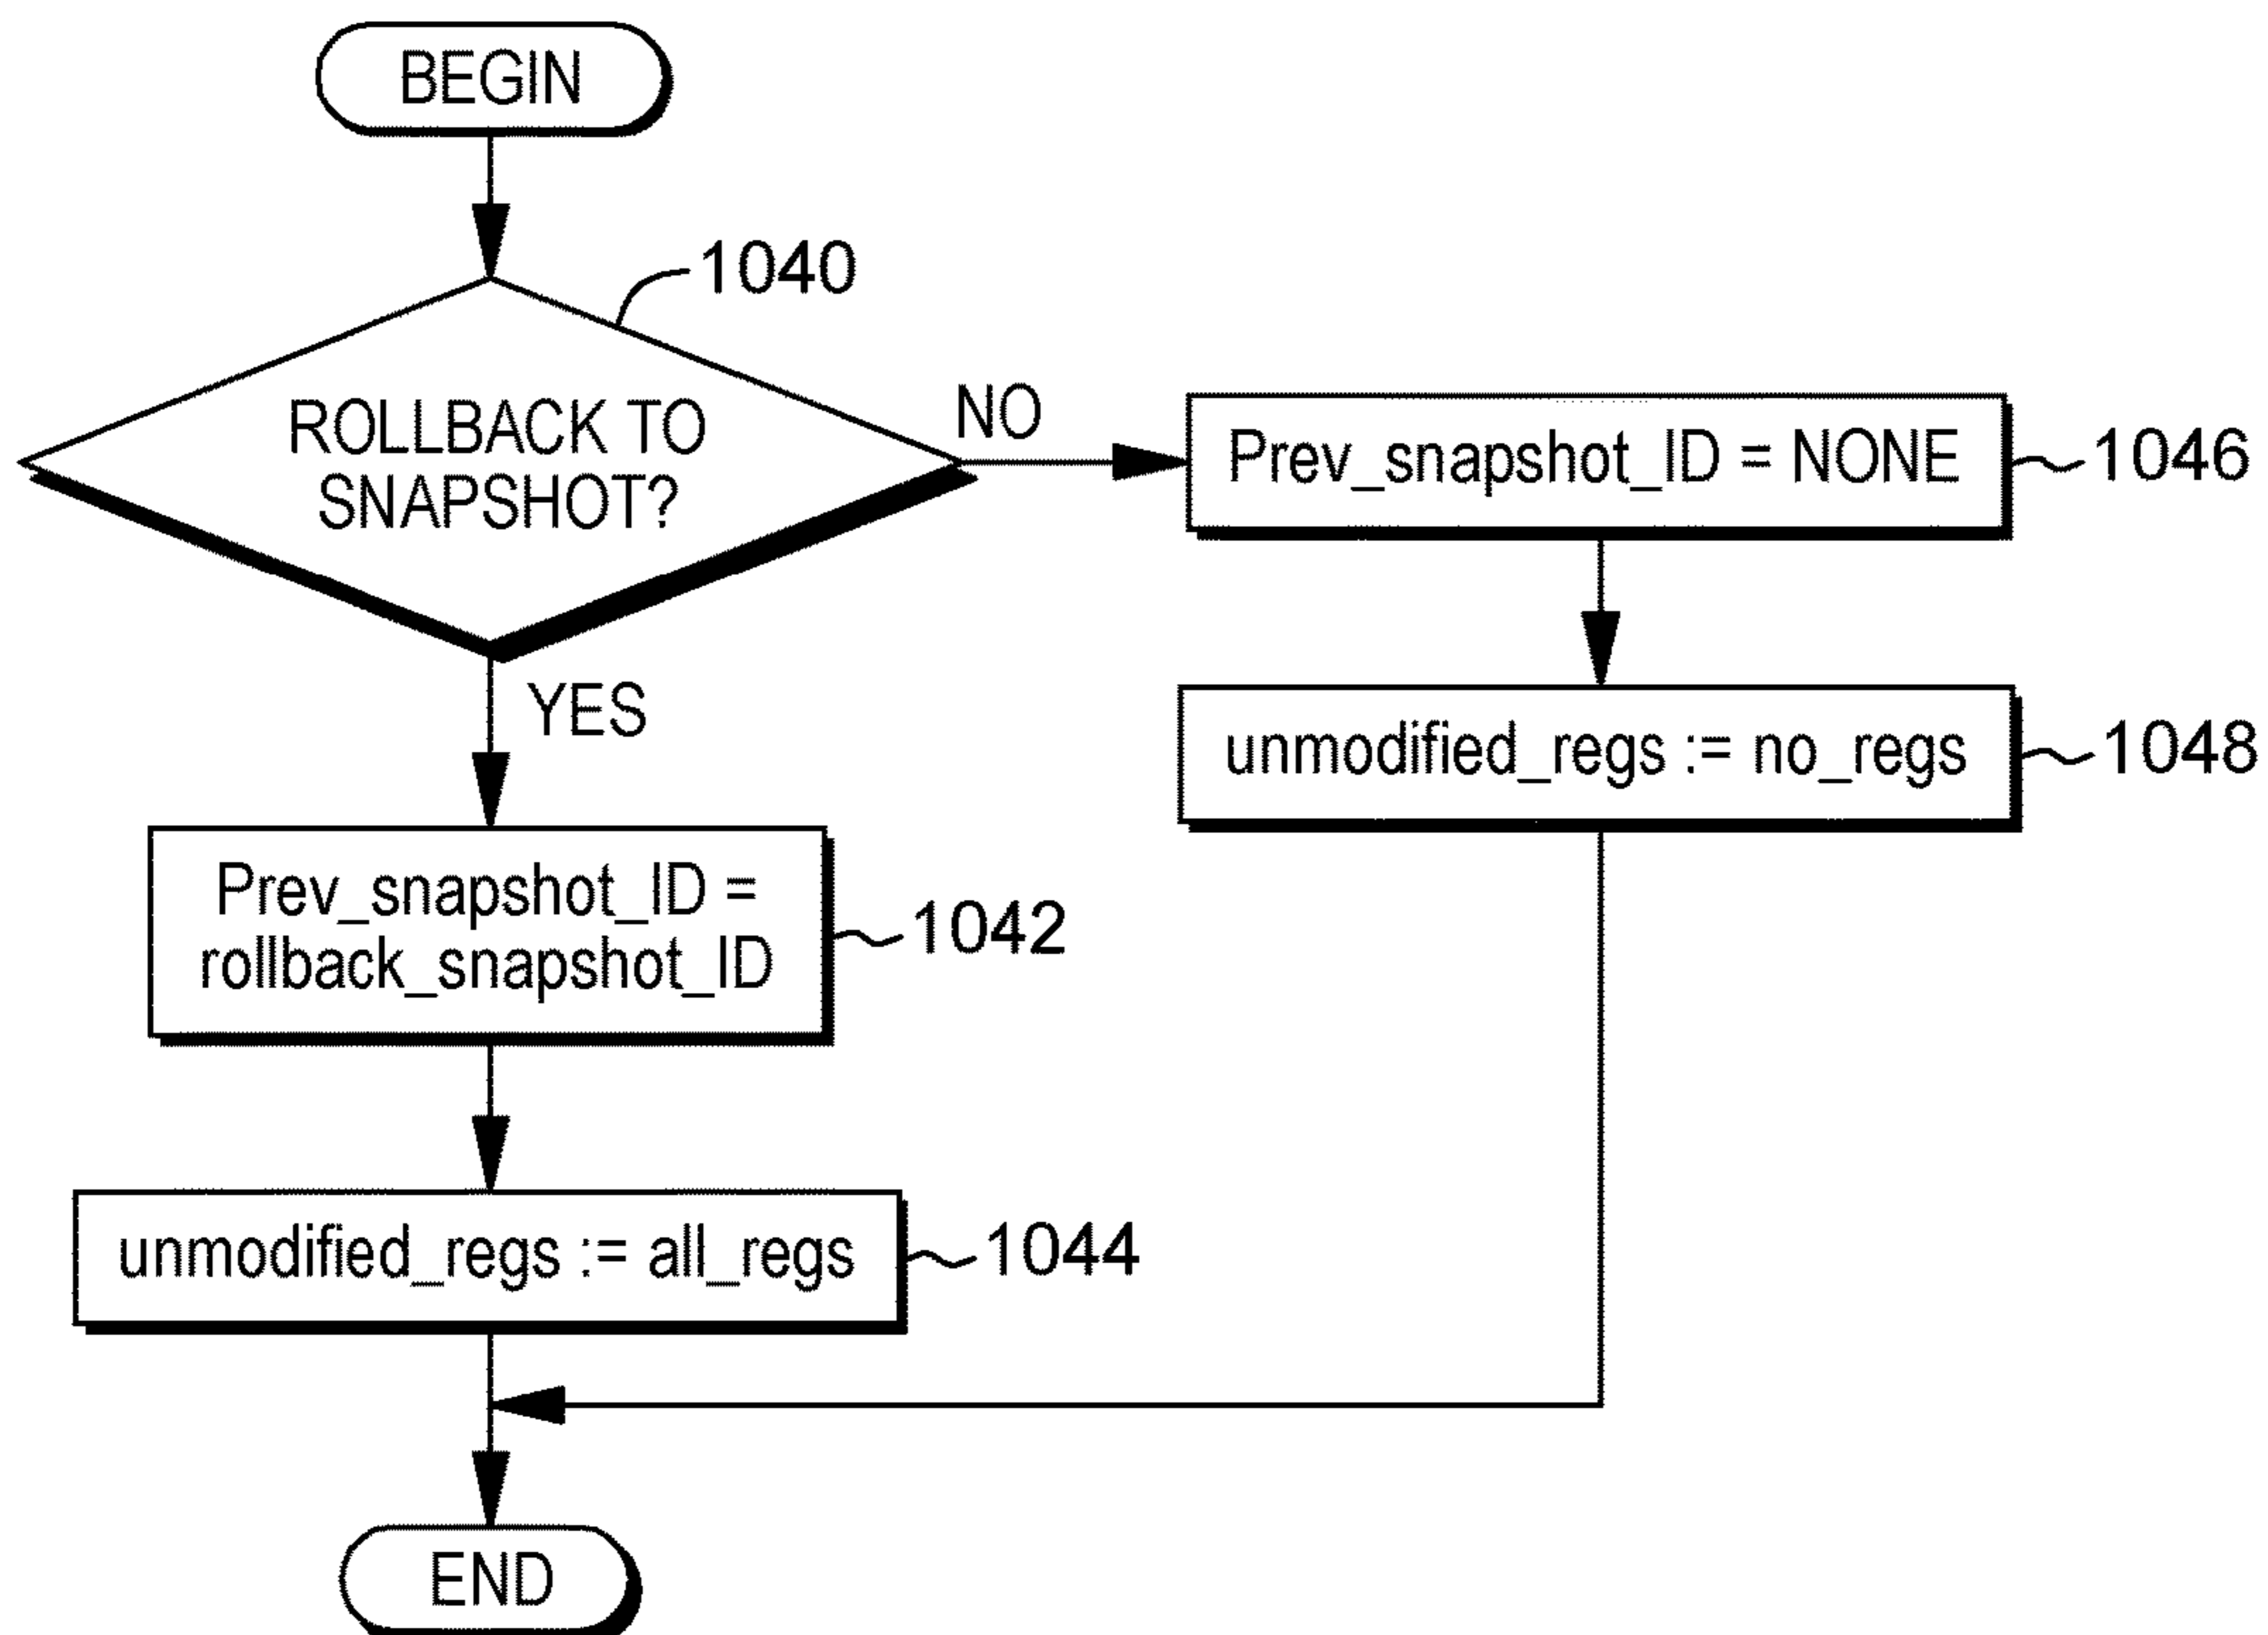 BEGIN
1040
ROLLBACK TO
SNAPSHOT?
NO
Prev_snapshot_ID = NONE
1046
YES
unmodified_regs := no_regs
1048
Prev_snapshot_ID =
rollback_snapshot_ID
1042
unmodified_regs := all_regs
1044
END